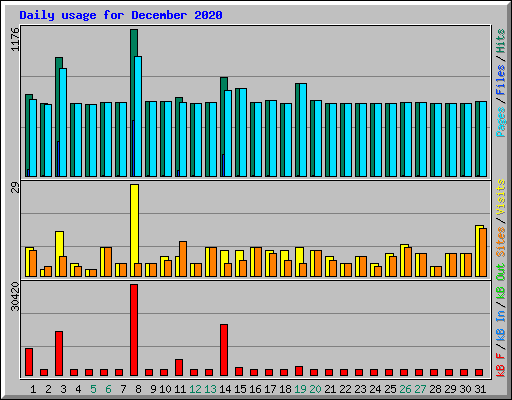 Daily usage for December 2020
1176
Pages / Files / Hits
29
Sites / Visits
30420
kB F / kB In / kB Out
1 2 3 4 5 6 7 8 9 10 11 12 13 14 15 16 17 18 19 20 21 22 23 24 25 26 27 28 29 30 31